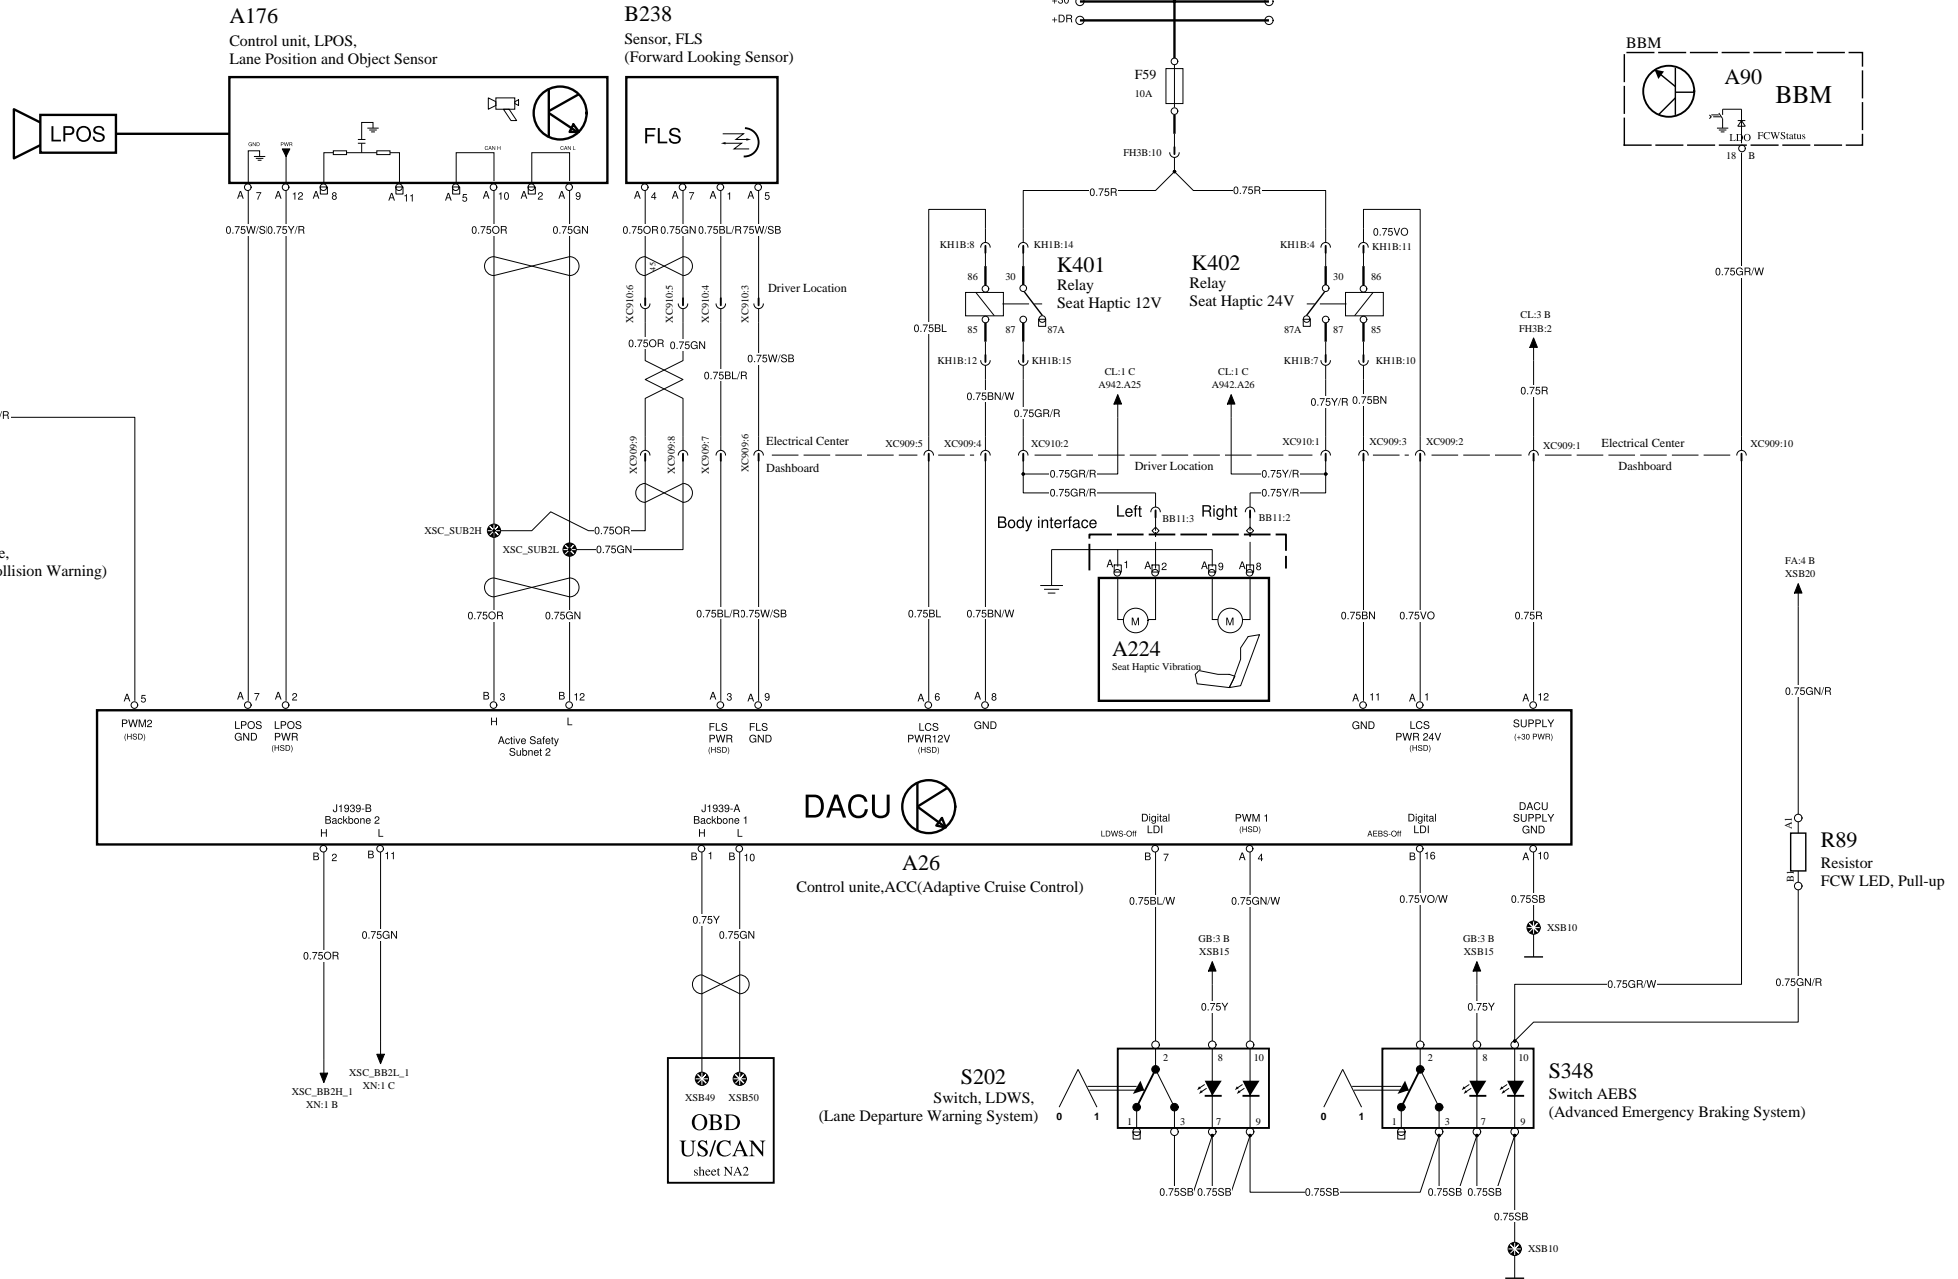 A176
Control unit, LPOS,
Lane Position and Object Sensor
B238
Sensor, FLS
(Forward Looking Sensor)
+DR
F59
10A
FH3B:10
BBM
A90
BBM
LDO FCWStatus
18 B
LPOS
GND
PWR
CAN H
CAN L
FLS
A 7
A 12
A 8
A 11
A 5
A 10
A 2
A 9
A 4
A 7
A 1
A 5
0.75Y/R
0.75OR
0.75GN
0.75OR
0.75GN
0.75BL/R
75W/SB
0.75R
0.75R
0.75VO
KH1B:8
KH1B:14
KH1B:4
KH1B:11
K401
Relay
Seat Haptic 12V
K402
Relay
Seat Haptic 24V
86
30
30
86
85
87
87A
87A
87
85
0.75GR/W
Driver Location
XC910:6
XC910:5
XC910:4
XC910:3
0.75BL
0.75OR
0.75GN
0.75W/SB
0.75BL/R
KH1B:12
KH1B:15
KH1B:7
KH1B:10
CL:3 B
FH3B:2
CL:1 C
A942.A25
CL:1 C
A942.A26
0.75BN/W
0.75GR/R
0.75Y/R
0.75BN
0.75R
/R
XC909:9
XC909:8
XC909:7
XC909:6
Electrical Center
Dashboard
XC909:5
XC909:4
XC910:2
XC910:1
XC909:3
XC909:2
XC909:1
Electrical Center
Dashboard
XC909:10
Driver Location
0.75GR/R
0.75Y/R
0.75GR/R
0.75Y/R
Left
BB11:3
Right
BB11:2
Body interface
XSC_SUB2H
0.75OR
XSC_SUB2L
0.75GN
e,
ollision Warning)
A 1
A 2
A 9
A 8
M
M
A224
Seat Haptic Vibration
FA:4 B
XSB20
0.75OR
0.75GN
0.75BL/R
0.75W/SB
0.75BL
0.75BN/W
0.75BN
0.75VO
0.75R
0.75GN/R
A 5
A 7
A 2
B 3
B 12
A 3
A 9
A 6
A 8
A 11
A 1
A 12
PWM2
(HSD)
LPOS
GND
LPOS
PWR
(HSD)
H
L
Active Safety
Subnet 2
FLS
PWR
(HSD)
FLS
GND
LCS
PWR12V
(HSD)
GND
GND
LCS
PWR 24V
(HSD)
SUPPLY
(+30 PWR)
DACU
J1939-B
Backbone 2
H
L
J1939-A
Backbone 1
H
L
LDWS-Off
Digital
LDI
PWM 1
(HSD)
AEBS-Off
Digital
LDI
DACU
SUPPLY
GND
B 2
B 11
B 1
B 10
B 7
A 4
B 16
A 10
A26
Control unite,ACC(Adaptive Cruise Control)
A1
R89
Resistor
FCW LED, Pull-up
B1
0.75OR
0.75GN
0.75Y
0.75GN
0.75BL/W
0.75GN/W
0.75VO/W
0.75SB
XSB10
GB:3 B
XSB15
GB:3 B
XSB15
0.75Y
0.75Y
0.75GR/W
0.75GN/R
XSC_BB2H_1
XN:1 B
XSC_BB2L_1
XN:1 C
XSB49
XSB50
OBD
US/CAN
sheet NA2
S202
Switch, LDWS,
(Lane Departure Warning System)
0 1
2
8
10
1
3
7
9
0 1
2
8
10
1
3
7
9
S348
Switch AEBS
(Advanced Emergency Braking System)
0.75SB
0.75SB
0.75SB
0.75SB
0.75SB
0.75SB
XSB10